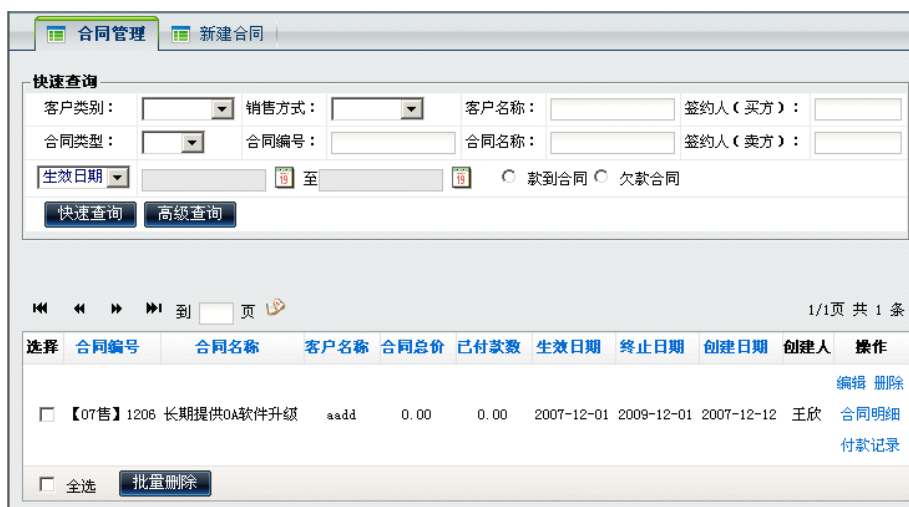 合同管理 新建合同
快速查询
客户类别： 销售方式： 客户名称： 签约人（买方）：
合同类型： 合同编号： 合同名称： 签约人（卖方）：
生效日期 19 至 19 款到合同 欠款合同
快速查询 高级查询
到 页 1/1页 共 1 条
选择 合同编号 合同名称 客户名称 合同总价 已付款数 生效日期 终止日期 创建日期 创建人 操作
编辑 删除
【07售】1206 长期提供OA软件升级 aadd 0.00 0.00 2007-12-01 2009-12-01 2007-12-12 王欣 合同明细
付款记录
全选 批量删除